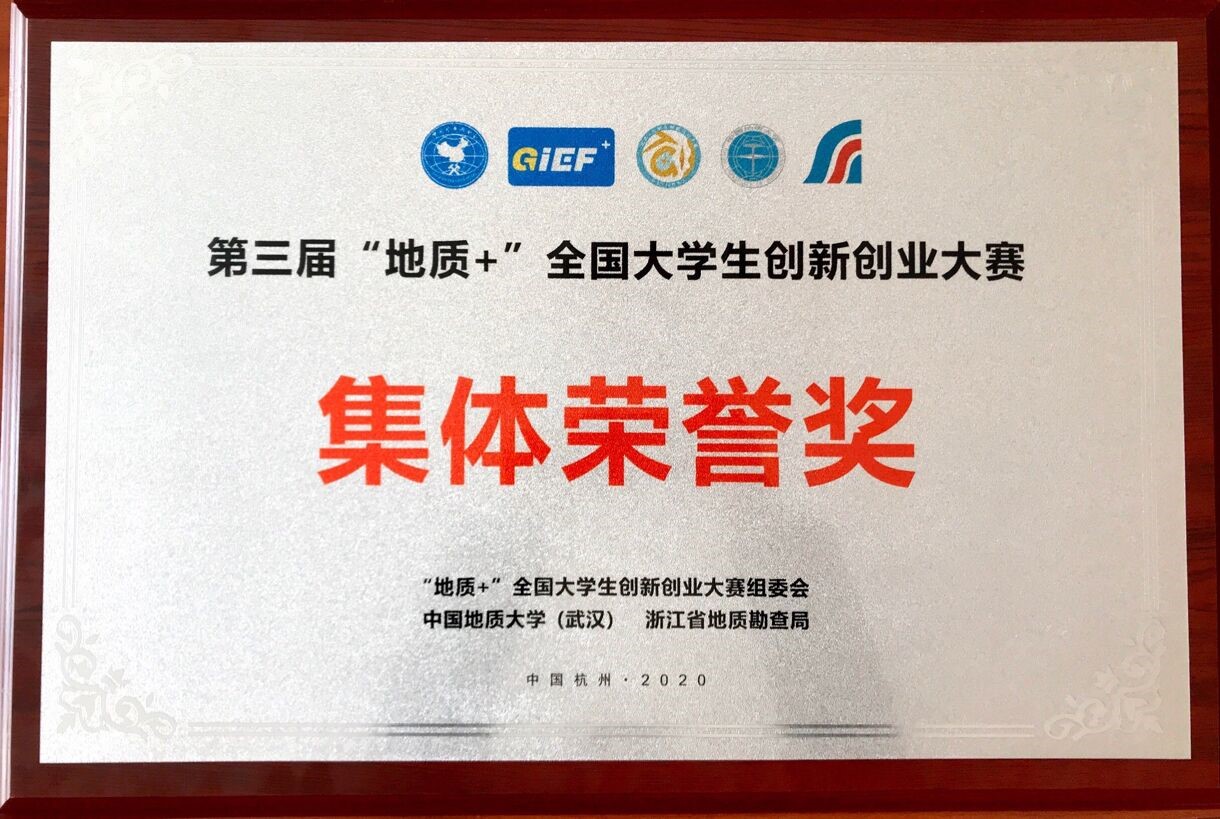 GiEF+
第三届“地质+”全国大学生创新创业大赛
集体荣誉奖
“地质+”全国大学生创新创业大赛组委会
中国地质大学（武汉） 浙江省地质勘查局
中国杭州·2020